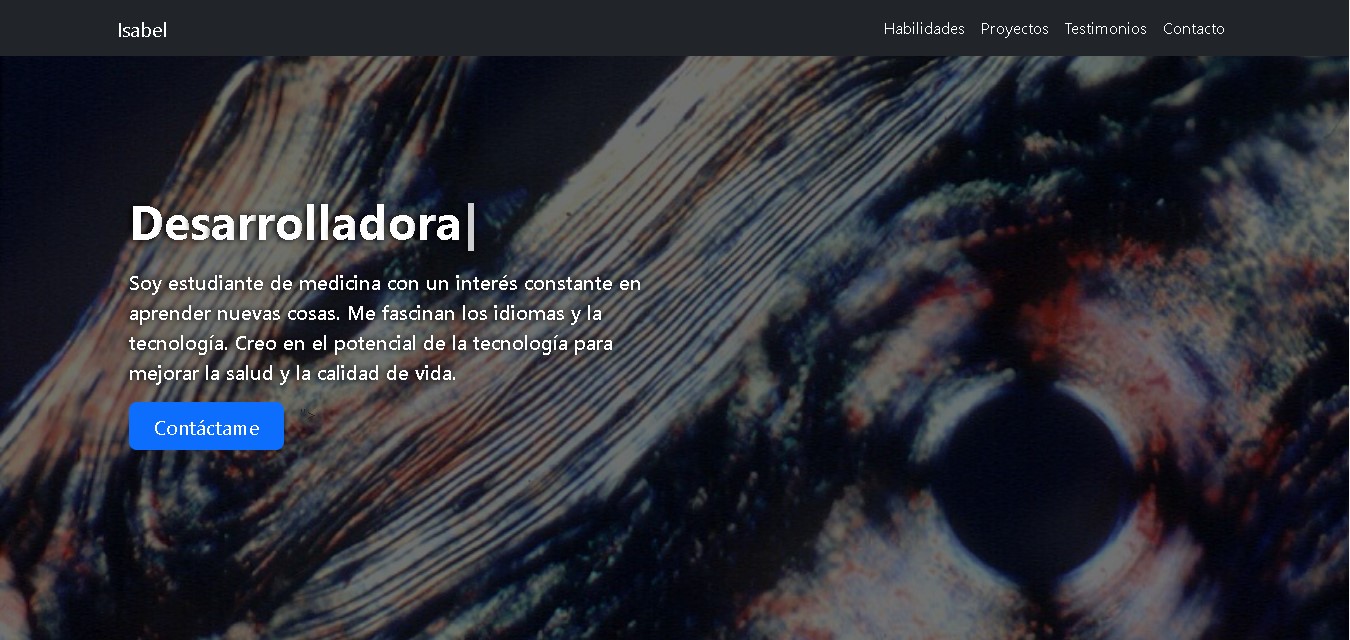 Isabel
Habilidades Proyectos Testimonios Contacto
Desarrolladora|
Soy estudiante de medicina con un interés constante en
aprender nuevas cosas. Me fascinan los idiomas y la
tecnología. Creo en el potencial de la tecnología para
mejorar la salud y la calidad de vida.
Contáctame